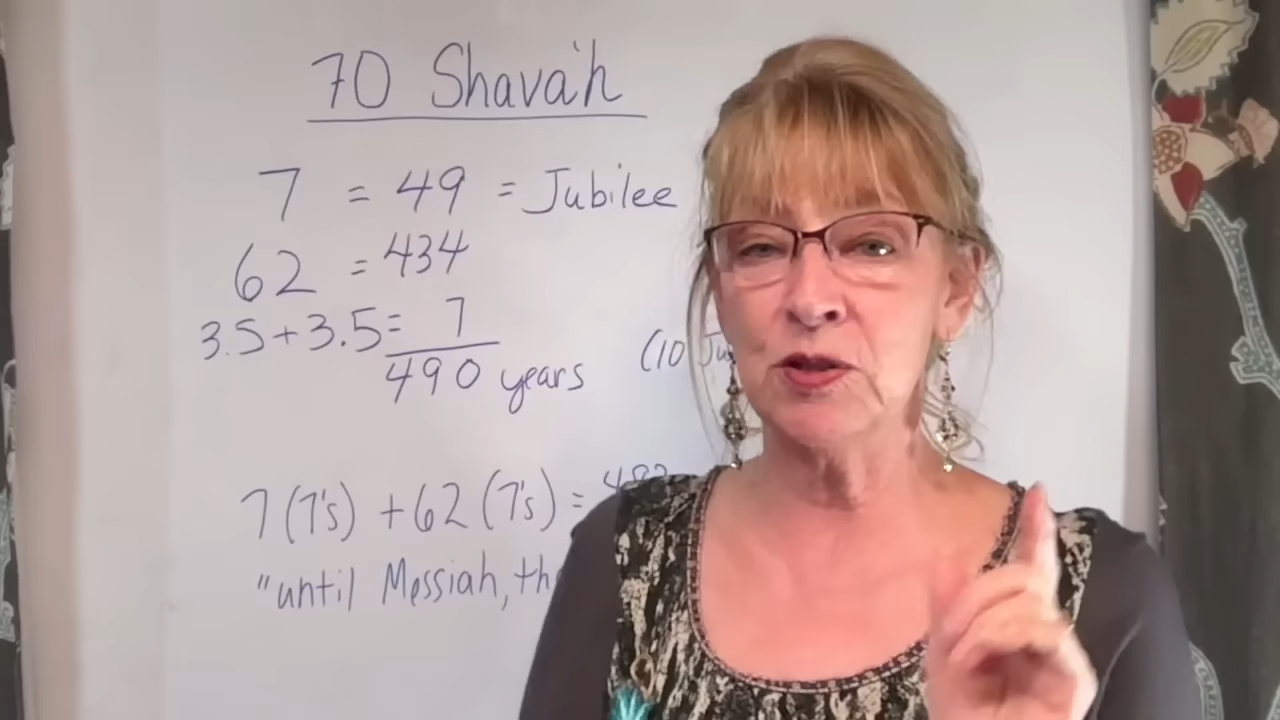 70 Shava'h
7 = 49 = Jubilee
62 = 434
3.5+3.5= 7
490 years (10
7 (7's) + 62 (7's) =
"until Messiah,